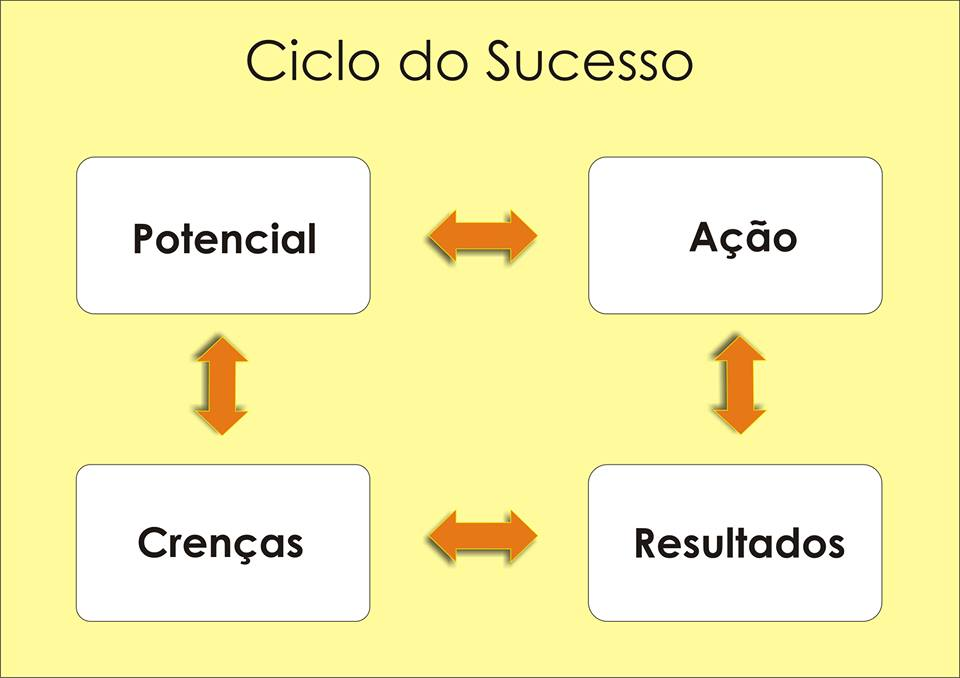 Ciclo do Sucesso
Potencial
Ação
Crenças
Resultados